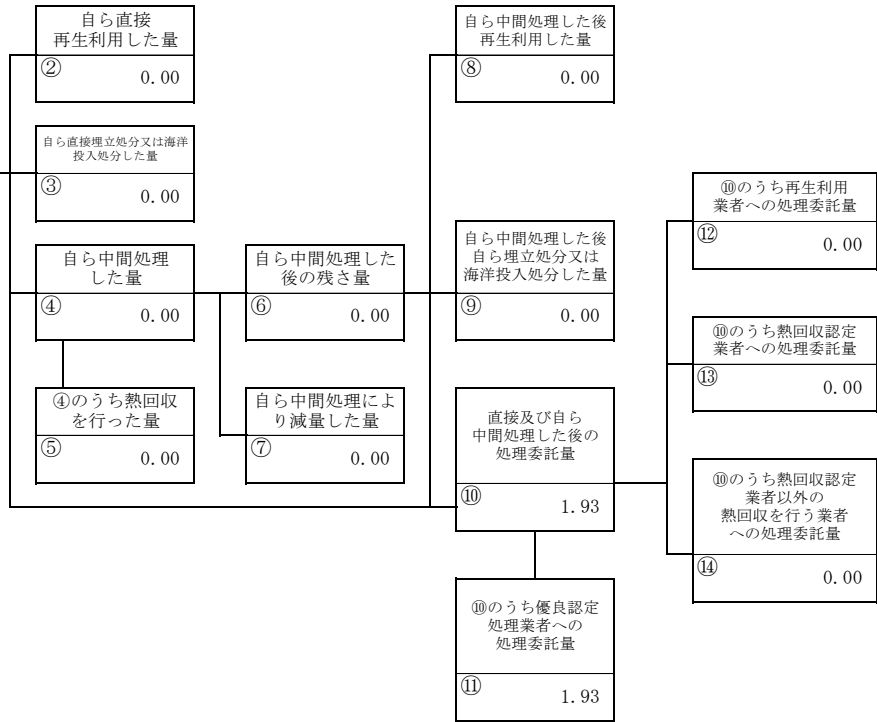 自ら直接
再生利用した量
②
0.00
自ら直接埋立処分又は海洋
投入処分した量
③
0.00
自ら中間処理
した量
④
0.00
④のうち熱回収
を行った量
⑤
0.00
自ら中間処理した
後の残さ量
⑥
0.00
自ら中間処理によ
り減量した量
⑦
0.00
自ら中間処理した後
再生利用した量
⑧
0.00
自ら中間処理した後
自ら埋立処分又は
海洋投入処分した量
⑨
0.00
直接及び自ら
中間処理した後の
処理委託量
⑩
1.93
⑩のうち優良認定
処理業者への
処理委託量
⑪
1.93
⑩のうち再生利用
業者への処理委託量
⑫
0.00
⑩のうち熱回収認定
業者への処理委託量
⑬
0.00
⑩のうち熱回収認定
業者以外の
熱回収を行う業者
への処理委託量
⑭
0.00